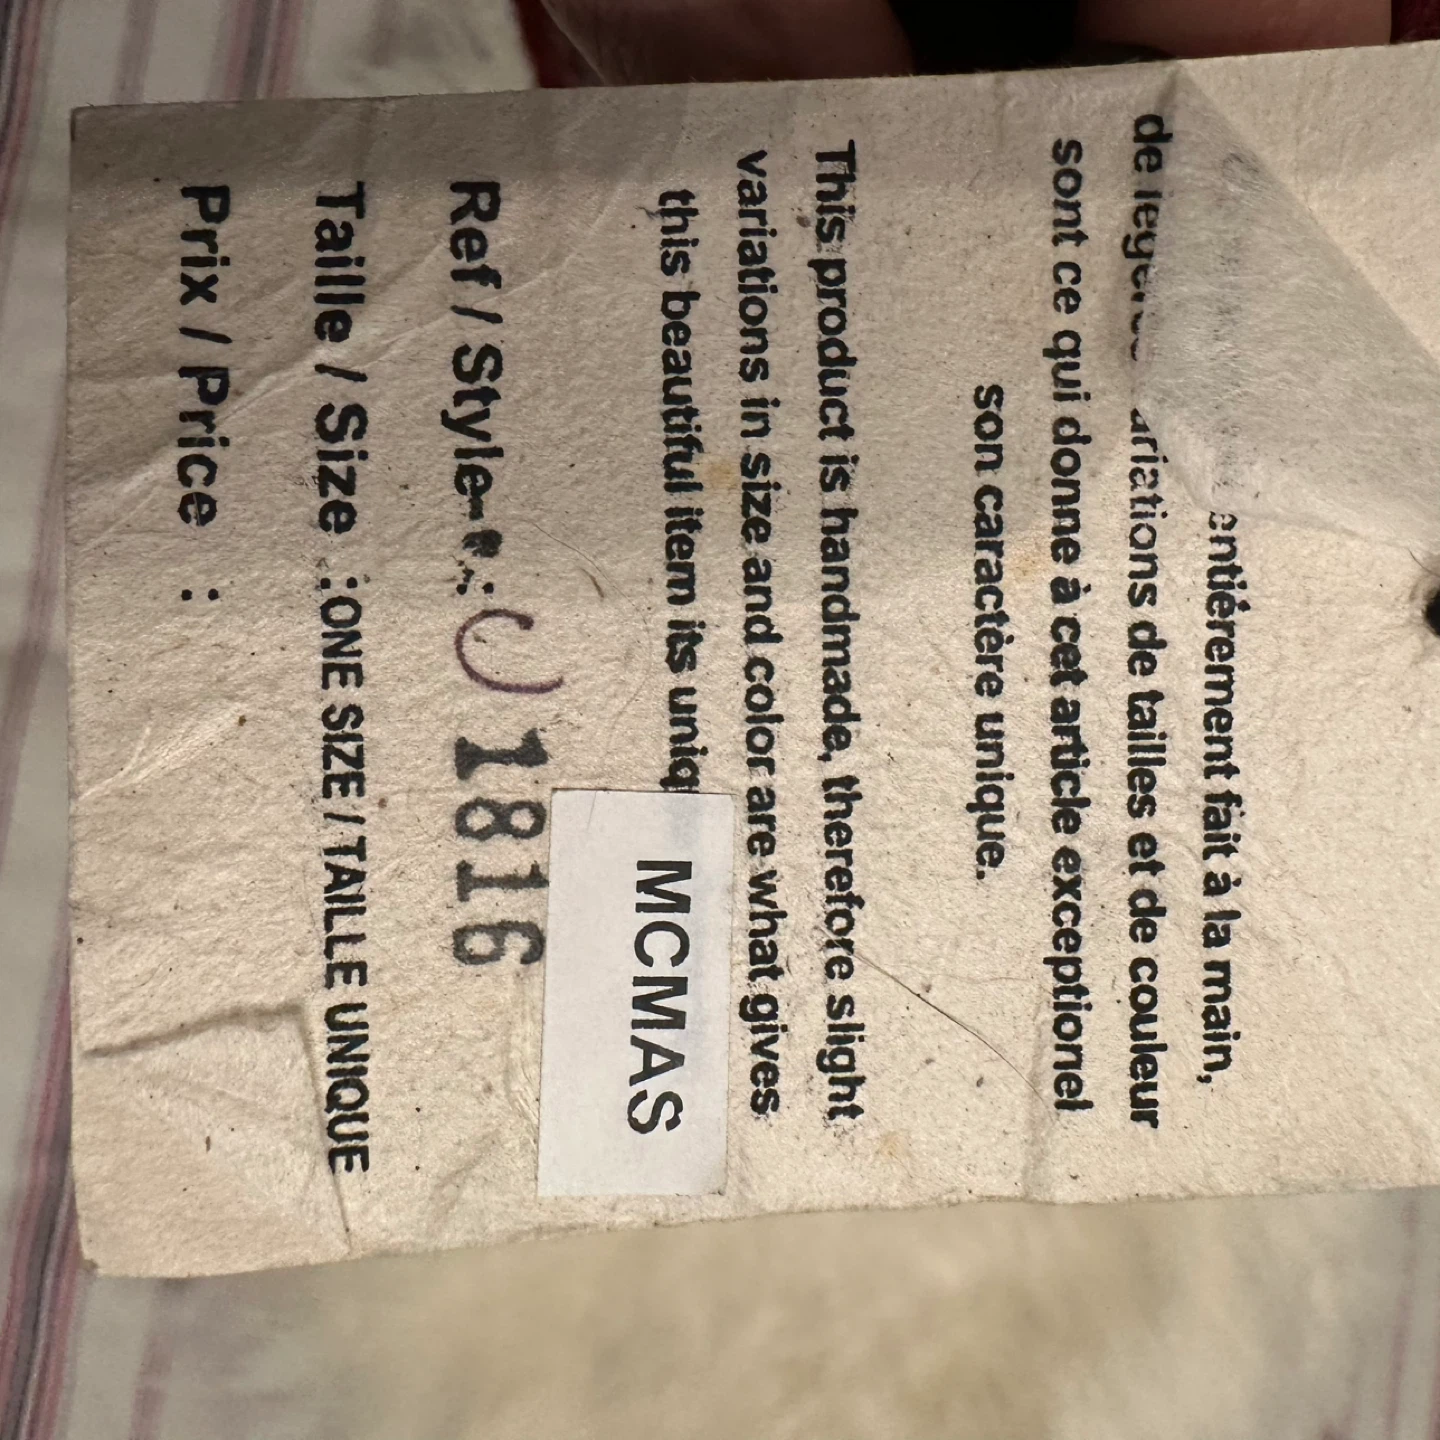 entiérement fait à la main,
de légères variations de tailles et de couleur
sont ce qui donne à cet article exceptionel
son caractère unique.
This product is handmade, therefore slight
variations in size and color are what gives
this beautiful item its uniq
MCMAS
Ref / Style : 1816
Taille / Size : ONE SIZE / TAILLE UNIQUE
Prix / Price :